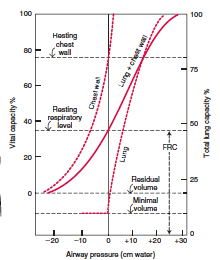 100
100
80
60
40
20
0
75
50
25
0
Vital capacity %
Total lung capacity %
Resting
chest
wall
Resting
respiratory
level
Chest wall
Lung + chest wall
Lung
FRC
Residual
volume
Minimal
volume
−20
−10
0
+10
+20
+30
Airway pressure (cm water)